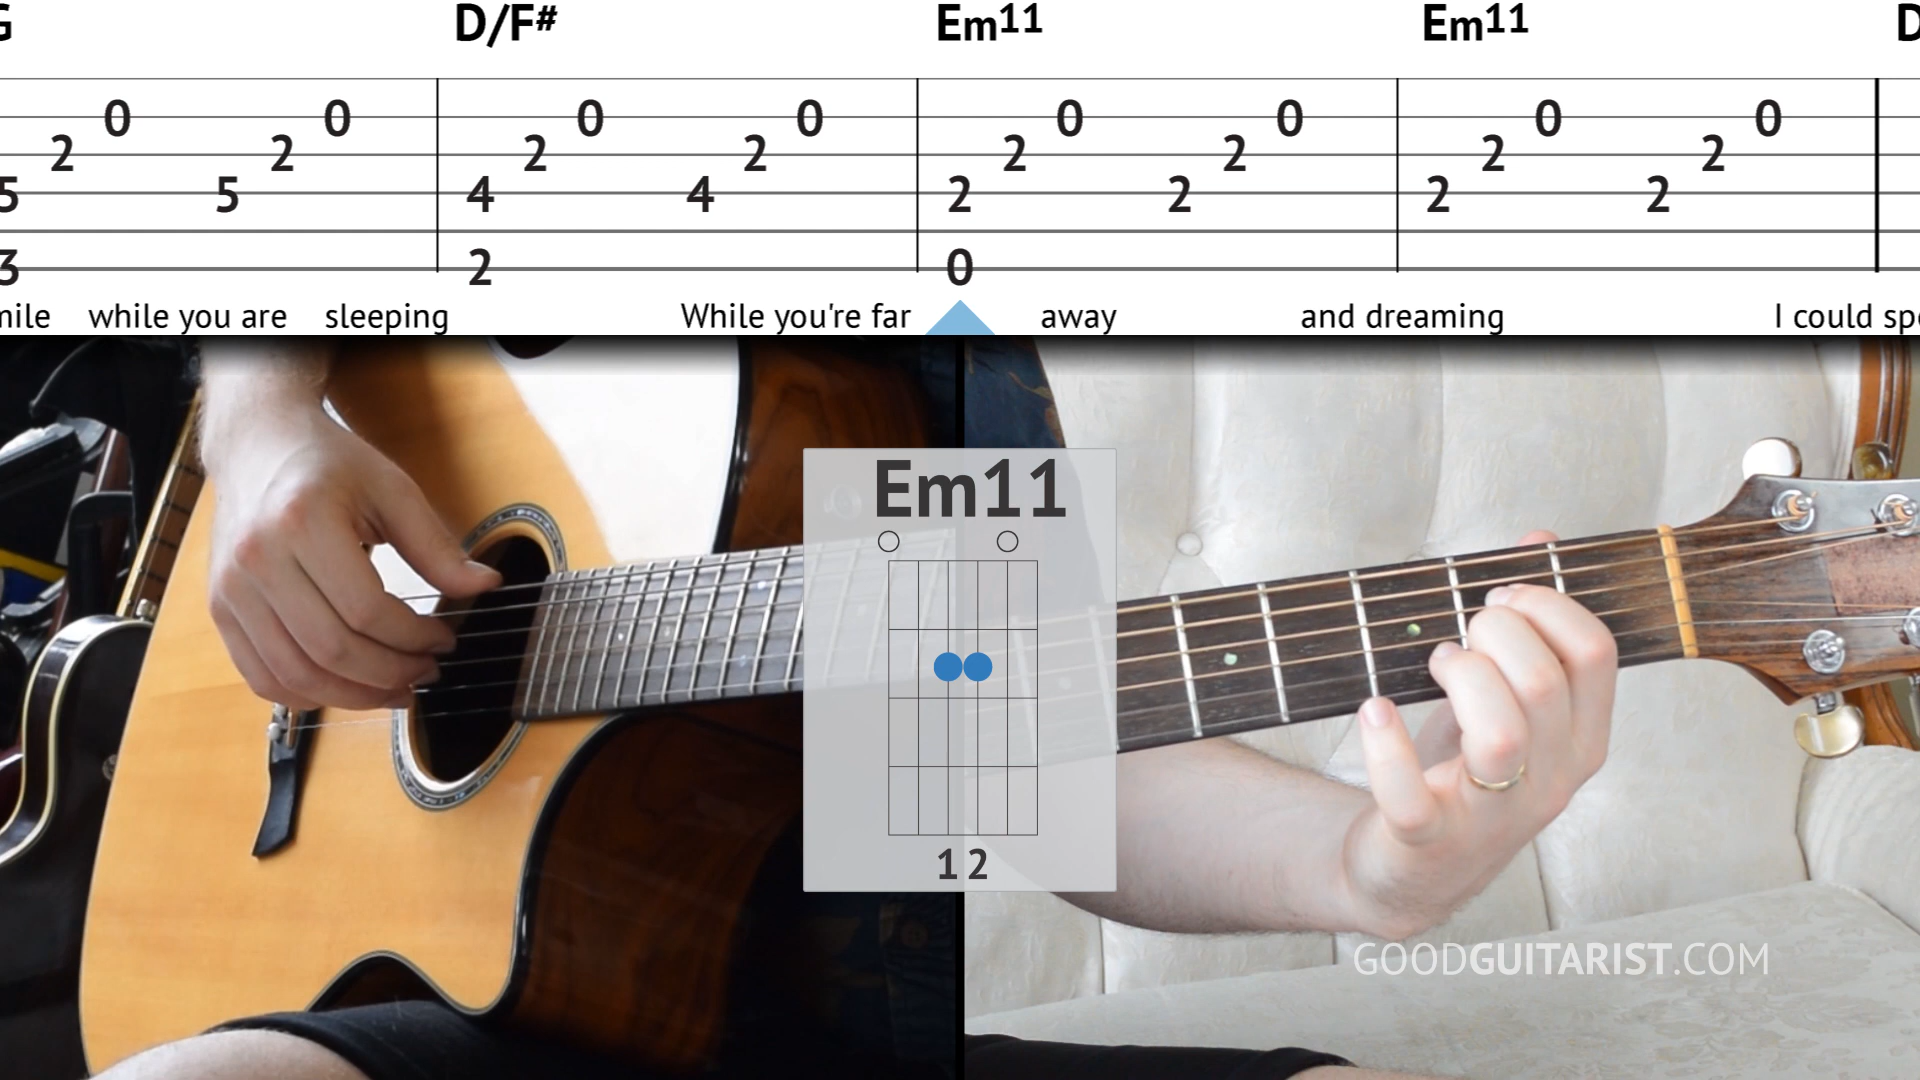 G D/F# Em11 Em11 D
0 0 0 0 0 0 0 0
2 2 2 2 2 2 2 2
5 5 4 4 2 2 2 2
3 2 0
mile while you are sleeping While you're far away and dreaming I could spe
Em11
1 2
GOODGUITARIST.COM